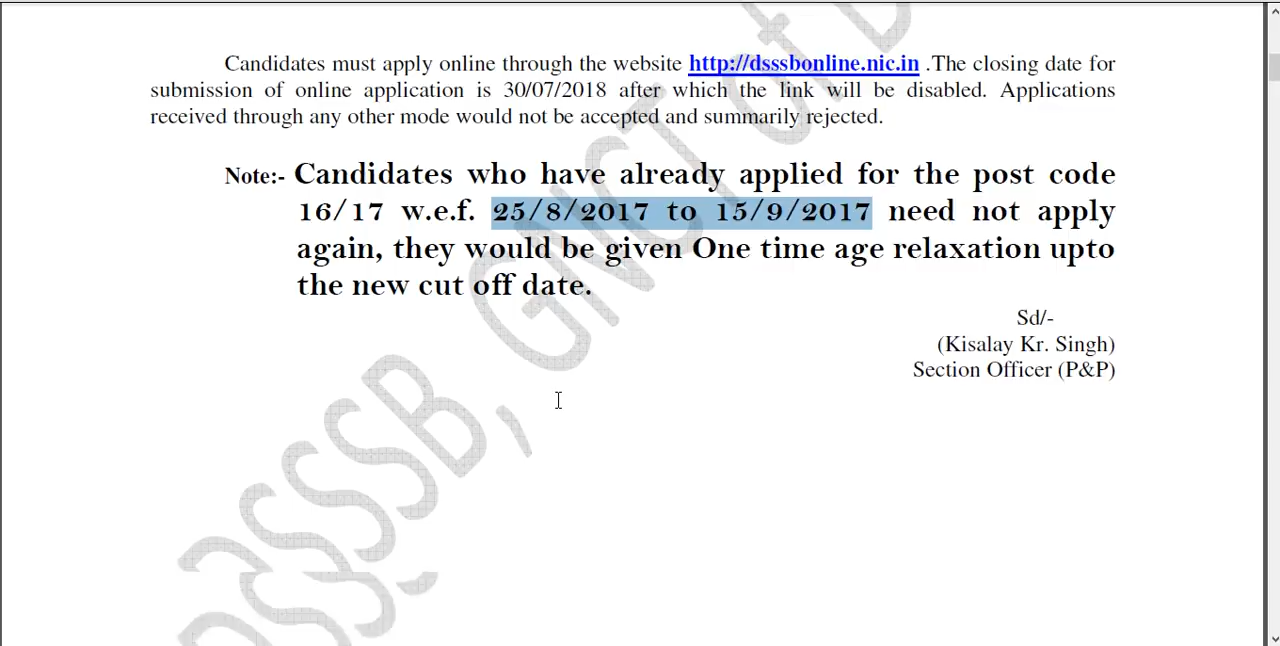 Candidates must apply online through the website http://dsssbonline.nic.in .The closing date for
submission of online application is 30/07/2018 after which the link will be disabled. Applications
received through any other mode would not be accepted and summarily rejected.
Note:- Candidates who have already applied for the post code
16/17 w.e.f. 25/8/2017 to 15/9/2017 need not apply
again, they would be given One time age relaxation upto
the new cut off date.
Sd/-
(Kisalay Kr. Singh)
Section Officer (P&P)
DSSSB, GNCT of D